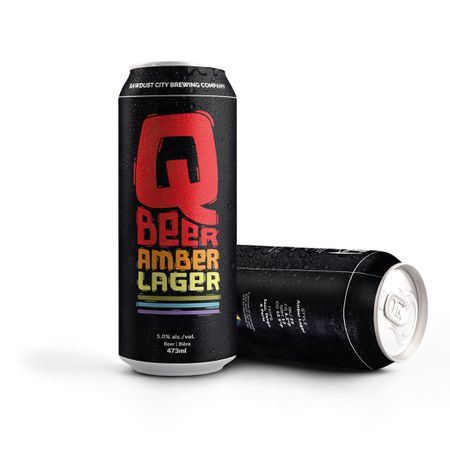 SAWDUST CITY BREWING COMPANY
Q
BEER
AMBER
LAGER
5.0% alc./vol.
Beer | Bière
473ml